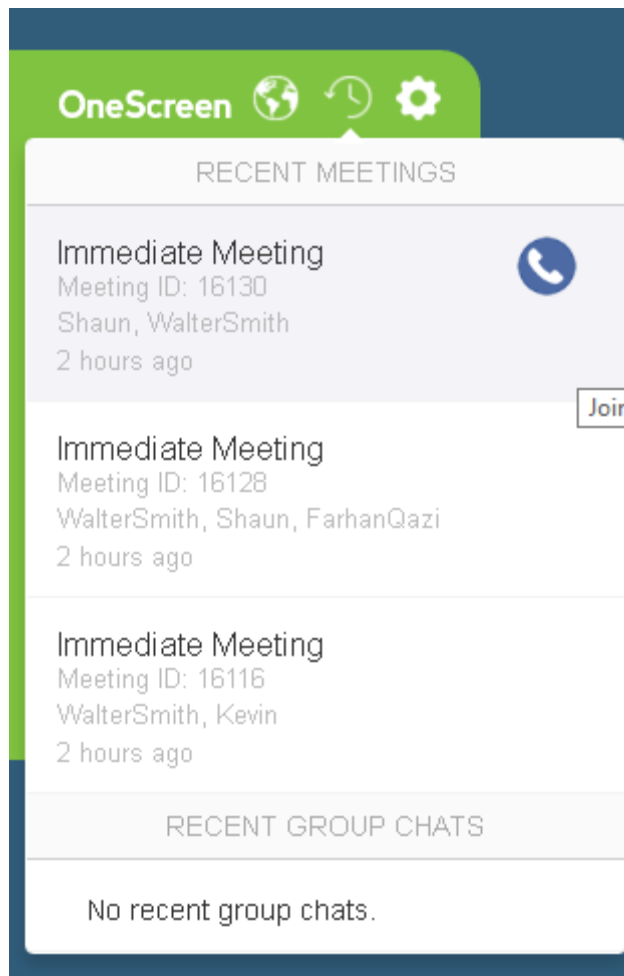 OneScreen
RECENT MEETINGS
Immediate Meeting
Meeting ID: 16130
Shaun, WalterSmith
2 hours ago
Join
Immediate Meeting
Meeting ID: 16128
WalterSmith, Shaun, FarhanQazi
2 hours ago
Immediate Meeting
Meeting ID: 16116
WalterSmith, Kevin
2 hours ago
RECENT GROUP CHATS
No recent group chats.